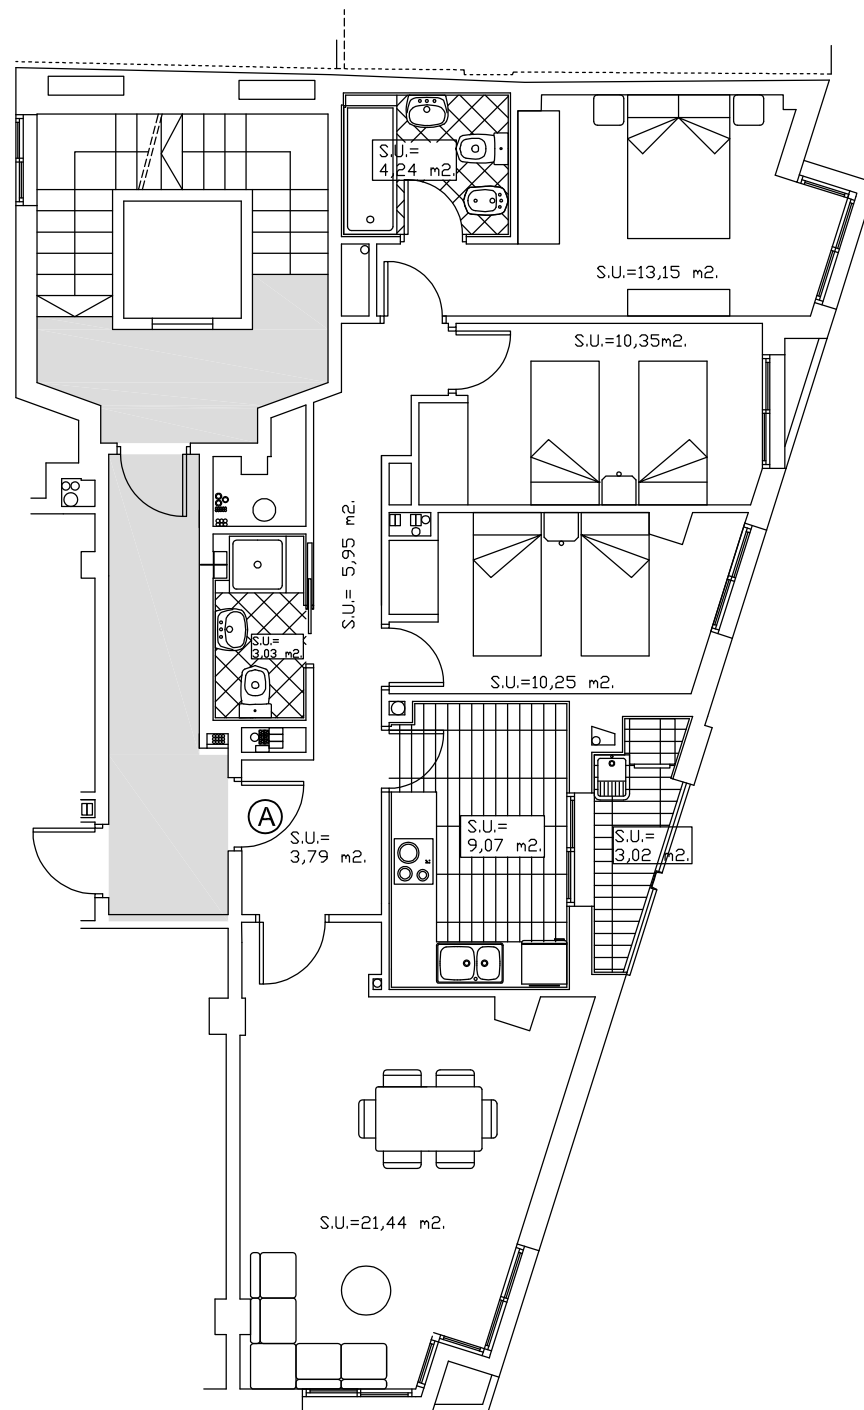 S.U.=
4,24 m2.
S.U.=13,15 m2.
S.U.=10,35m2.
S.U.= 5,95 m2.
S.U.=
3,03 m2.
S.U.=10,25 m2.
A
S.U.=
3,79 m2.
S.U.=
9,07 m2.
S.U.=
3,02 m2.
S.U.=21,44 m2.